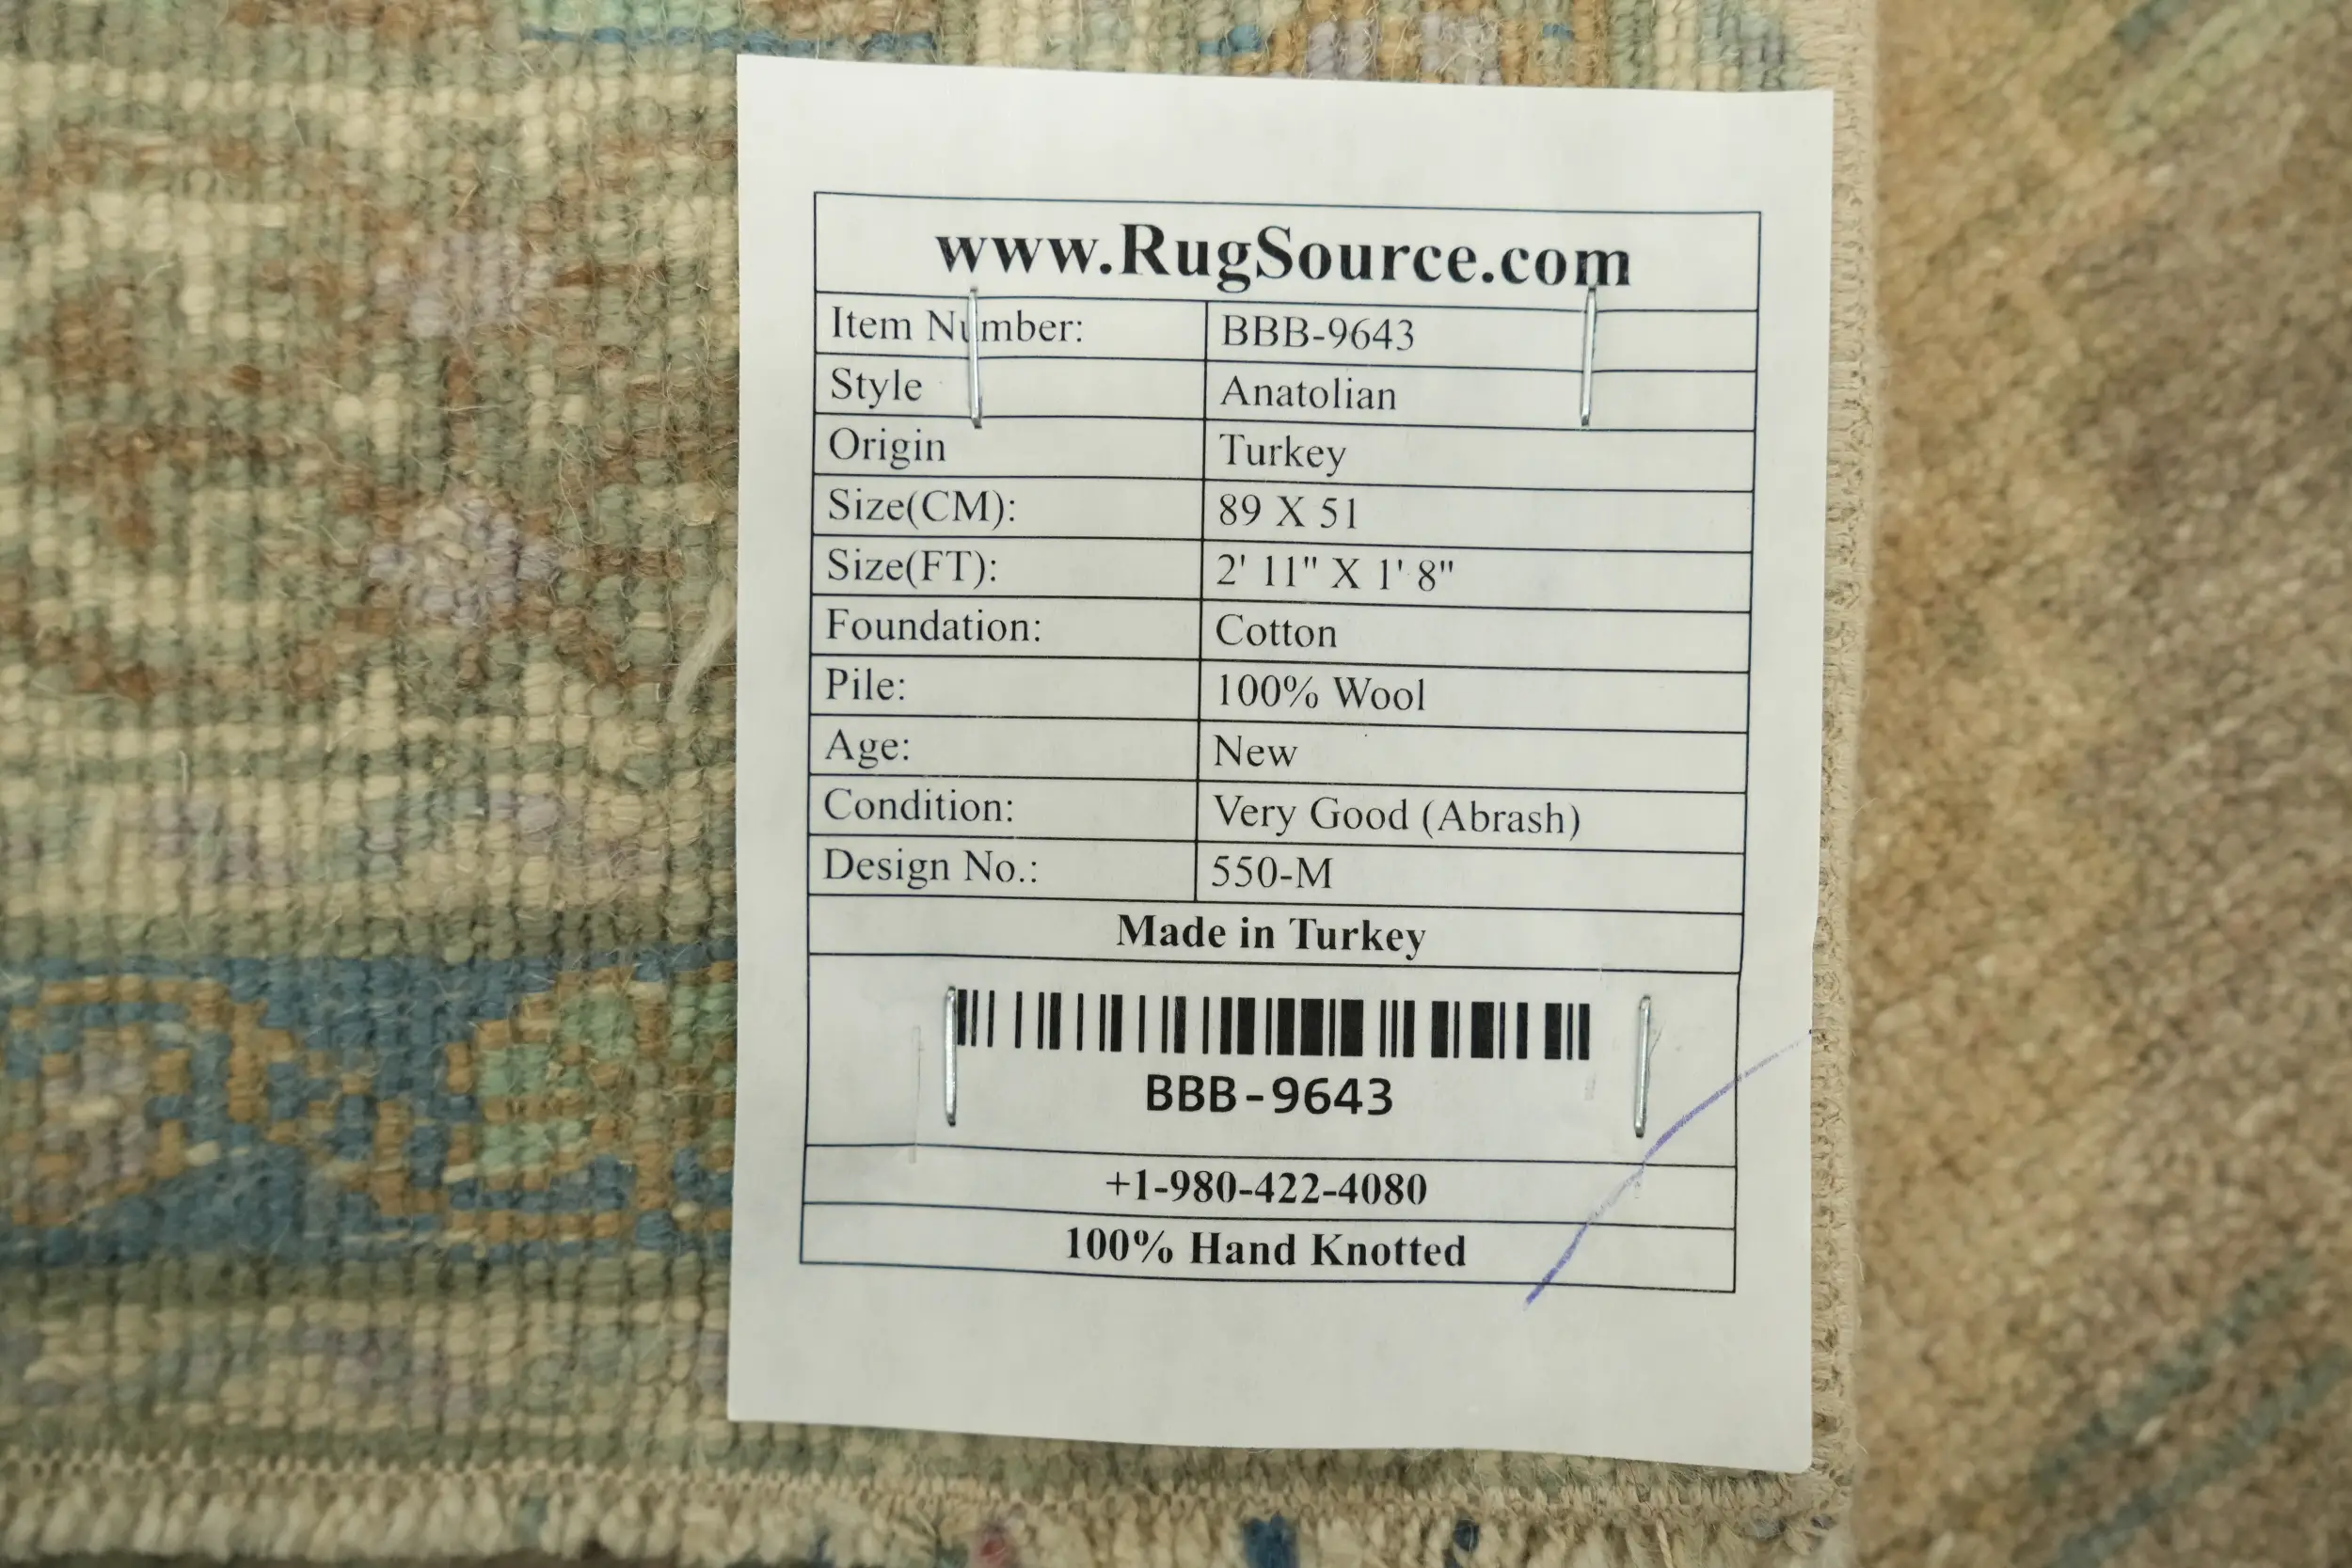 www.RugSource.com
Item Number: BBB-9643
Style Anatolian
Origin Turkey
Size(CM): 89 X 51
Size(FT): 2' 11" X 1' 8"
Foundation: Cotton
Pile: 100% Wool
Age: New
Condition: Very Good (Abrash)
Design No.: 550-M
Made in Turkey
BBB-9643
+1-980-422-4080
100% Hand Knotted